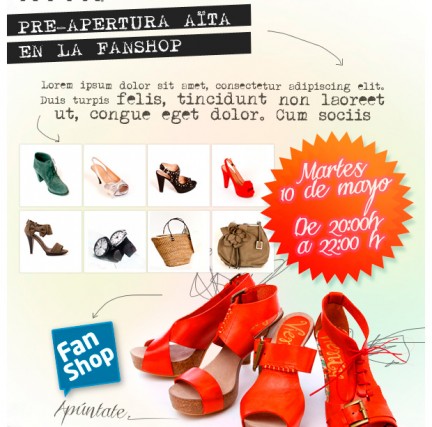 PRE-APERTURA AÏTA
EN LA FANSHOP
Lorem ipsum dolor sit amet, consectetur adipiscing elit.
Duis turpis felis, tincidunt non laoreet
ut, congue eget dolor. Cum sociis
Martes
10 de mayo
De 20:00h
a 22:00 h
Fan
Shop
Apúntate